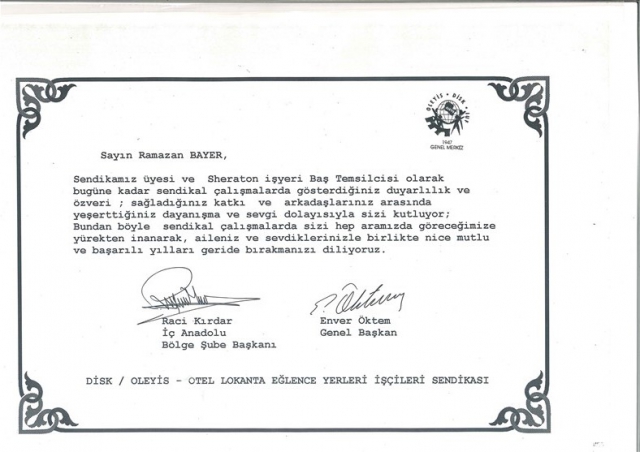 OLEYİS • DİSK •
1947
GENEL MERKEZ
Sayın Ramazan BAYER,
Sendikamız üyesi ve Sheraton işyeri Baş Temsilcisi olarak
bugüne kadar sendikal çalışmalarda gösterdiğiniz duyarlılık ve
özveri ; sağladığınız katkı ve arkadaşlarınız arasında
yeşerttiğiniz dayanışma ve sevgi dolayısıyla sizi kutluyor;
Bundan böyle sendikal çalışmalarda sizi hep aramızda göreceğimize
yürekten inanarak, aileniz ve sevdiklerinizle birlikte nice mutlu
ve başarılı yılları geride bırakmanızı diliyoruz.
Raci Kırdar
İç Anadolu
Bölge Şube Başkanı
Enver Öktem
Genel Başkan
DİSK / OLEYİS - OTEL LOKANTA EĞLENCE YERLERİ İŞÇİLERİ SENDİKASI